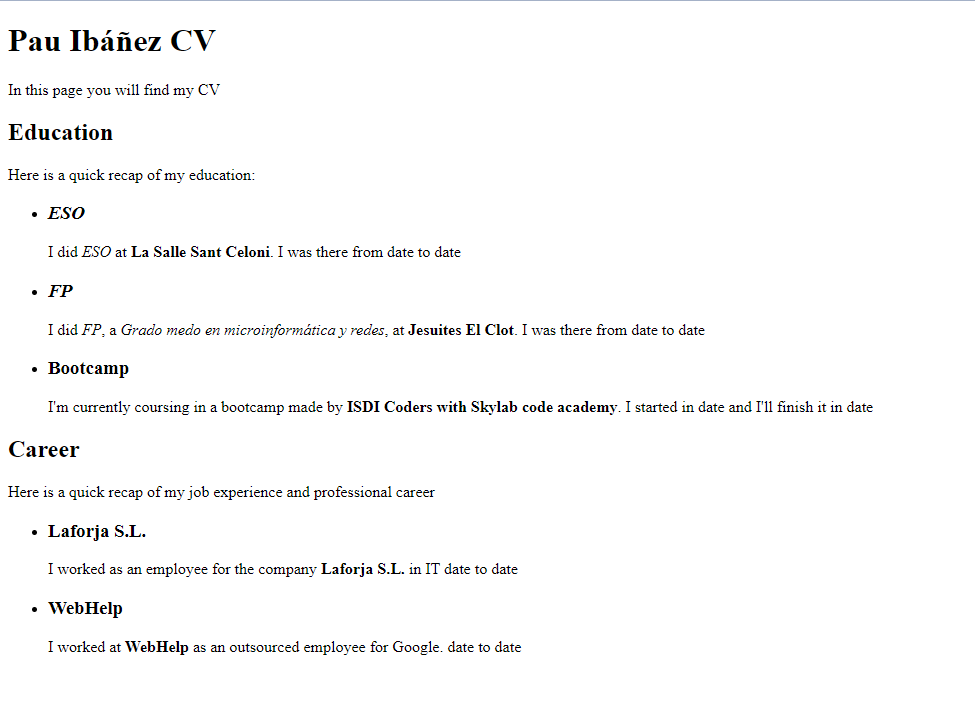 Pau Ibáñez CV
In this page you will find my CV
Education
Here is a quick recap of my education:
ESO
I did ESO at La Salle Sant Celoni. I was there from date to date
FP
I did FP, a Grado medo en microinformática y redes, at Jesuites El Clot. I was there from date to date
Bootcamp
I'm currently coursing in a bootcamp made by ISDI Coders with Skylab code academy. I started in date and I'll finish it in date
Career
Here is a quick recap of my job experience and professional career
Laforja S.L.
I worked as an employee for the company Laforja S.L. in IT date to date
WebHelp
I worked at WebHelp as an outsourced employee for Google. date to date